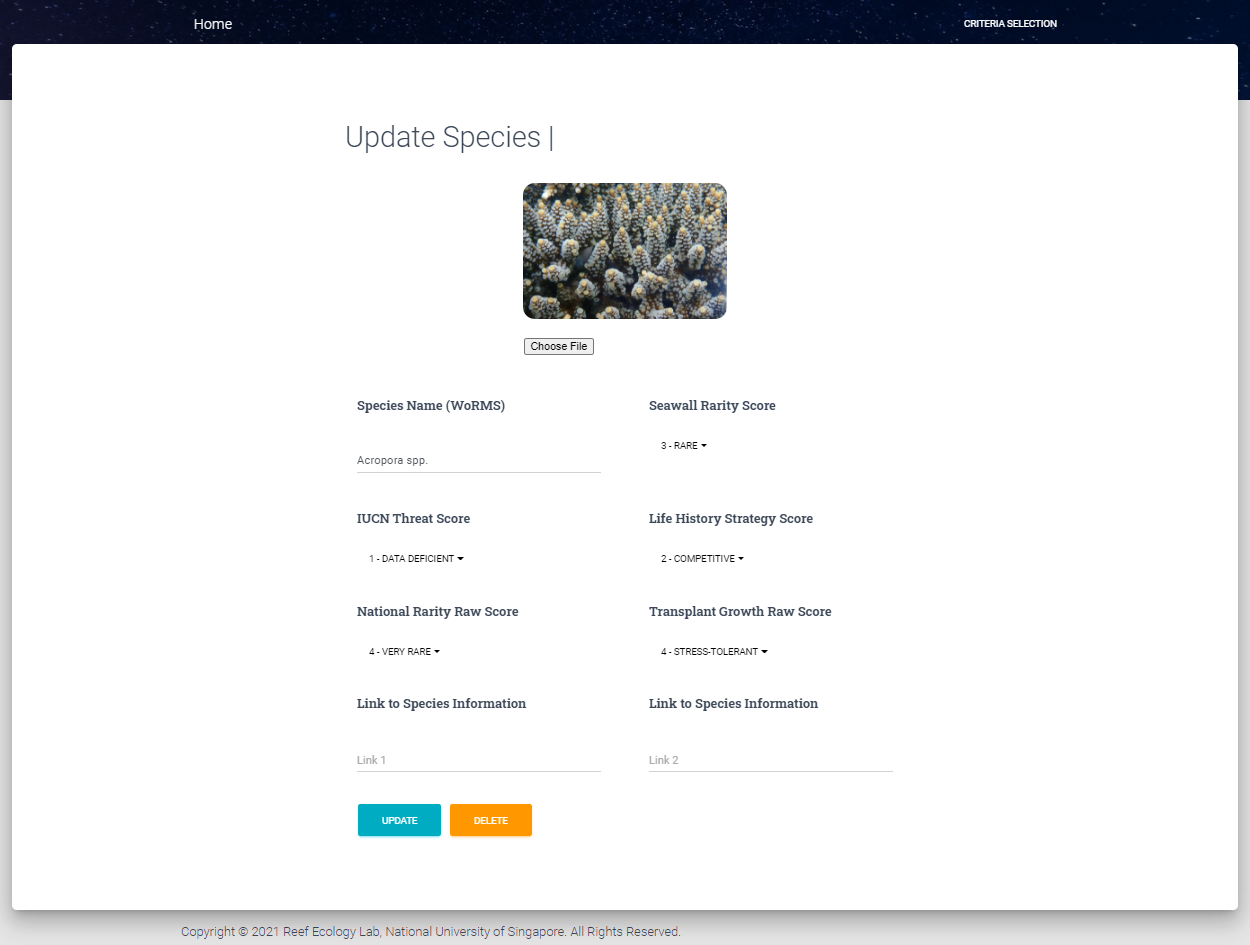 Home
CRITERIA SELECTION
Update Species |
Choose File
Species Name (WoRMS)
Seawall Rarity Score
Acropora spp.
3 - RARE
IUCN Threat Score
Life History Strategy Score
1 - DATA DEFICIENT
2 - COMPETITIVE
National Rarity Raw Score
Transplant Growth Raw Score
4 - VERY RARE
4 - STRESS-TOLERANT
Link to Species Information
Link to Species Information
Link 1
Link 2
UPDATE
DELETE
Copyright © 2021 Reef Ecology Lab, National University of Singapore. All Rights Reserved.